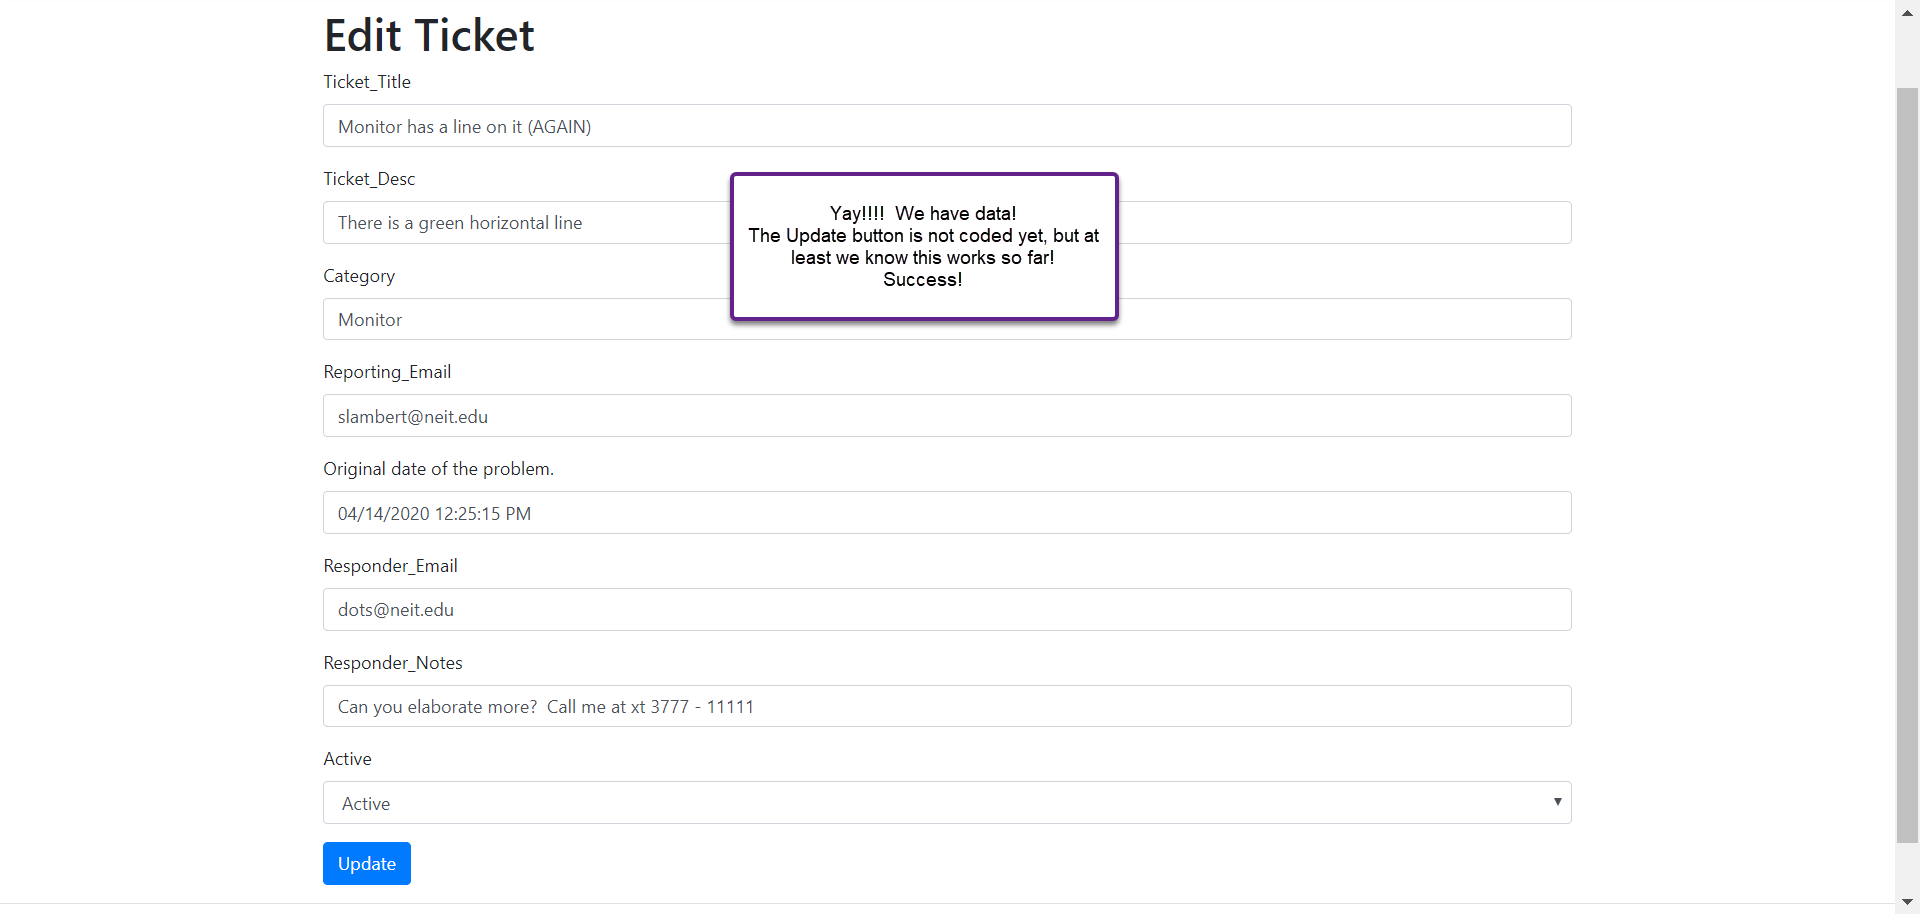 Edit Ticket
Ticket_Title
Monitor has a line on it (AGAIN)
Ticket_Desc
There is a green horizontal line
Yay!!!!  We have data!
The Update button is not coded yet, but at
least we know this works so far!
Success!
Category
Monitor
Reporting_Email
slambert@neit.edu
Original date of the problem.
04/14/2020 12:25:15 PM
Responder_Email
dots@neit.edu
Responder_Notes
Can you elaborate more?  Call me at xt 3777 - 11111
Active
Active
Update